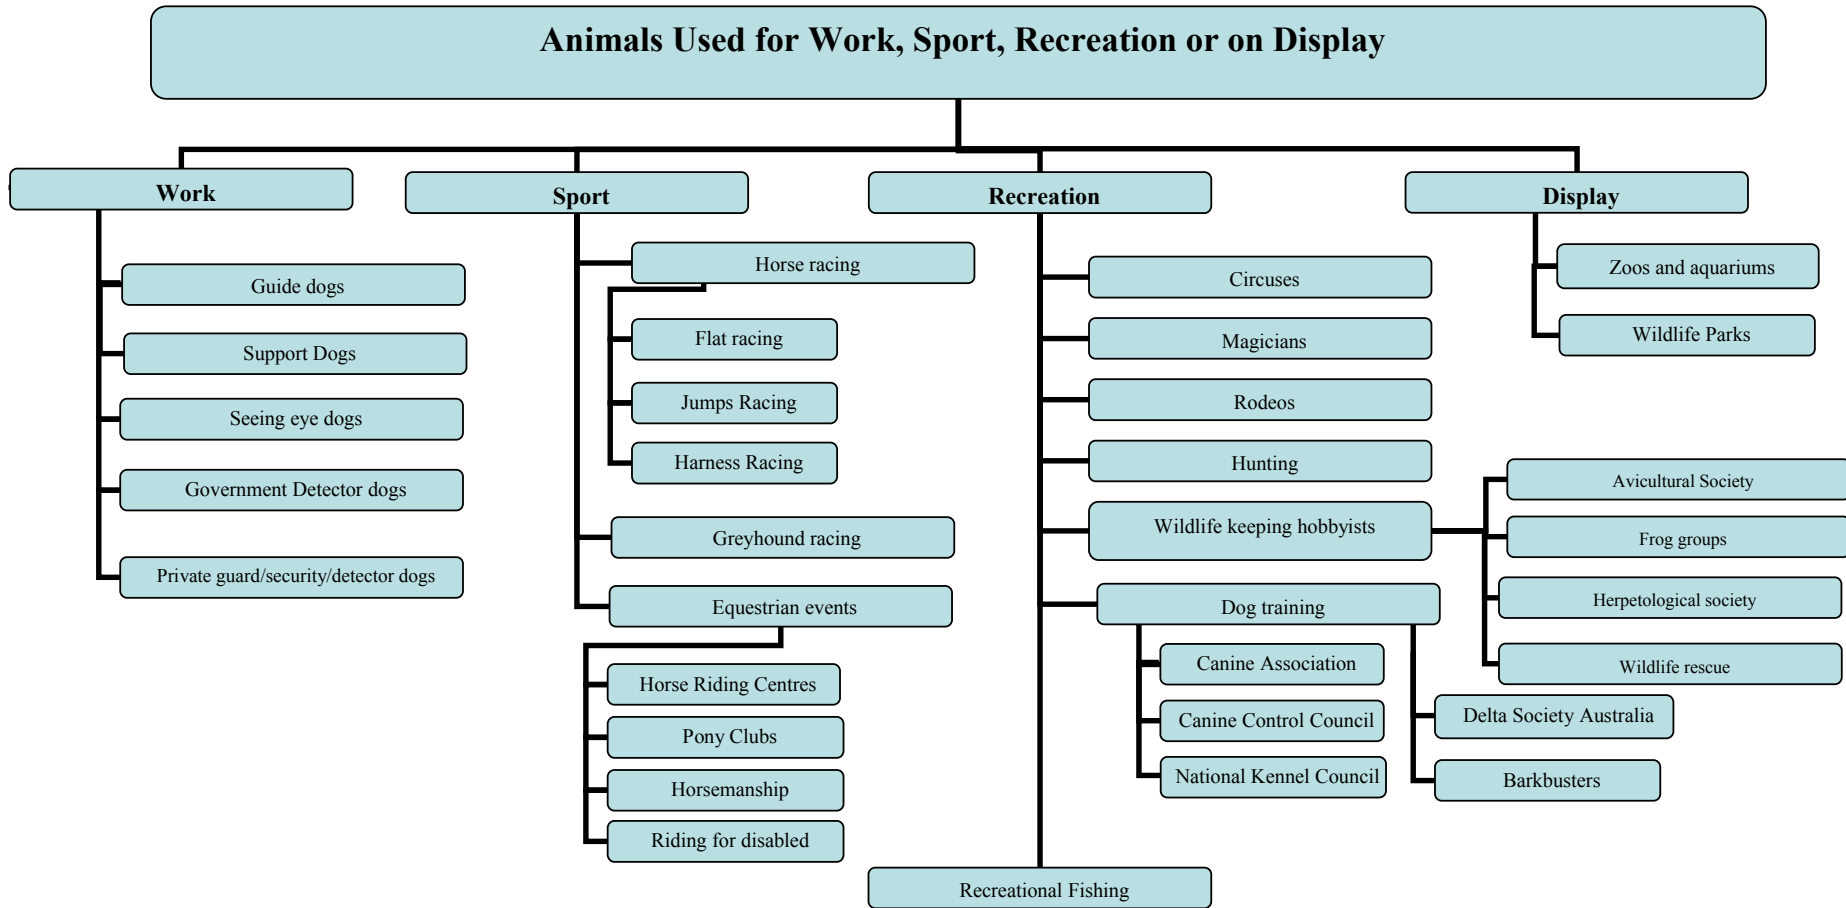 Animals Used for Work, Sport, Recreation or on Display
Work
Guide dogs
Support Dogs
Seeing eye dogs
Government Detector dogs
Private guard/security/detector dogs
Sport
Horse racing
Flat racing
Jumps Racing
Harness Racing
Greyhound racing
Equestrian events
Horse Riding Centres
Pony Clubs
Horsemanship
Riding for disabled
Recreation
Circuses
Magicians
Rodeos
Hunting
Wildlife keeping hobbyists
Avicultural Society
Frog groups
Herpetological society
Wildlife rescue
Dog training
Canine Association
Canine Control Council
National Kennel Council
Delta Society Australia
Barkbusters
Recreational Fishing
Display
Zoos and aquariums
Wildlife Parks